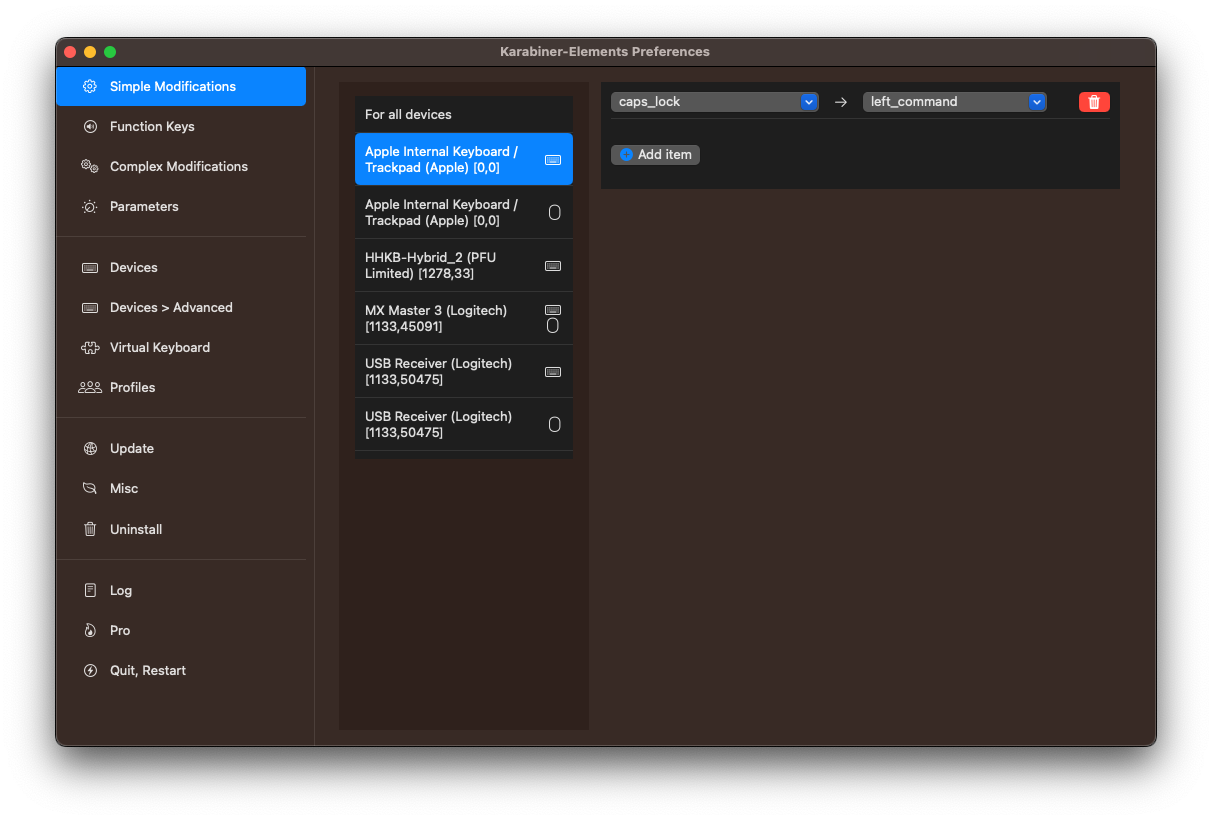 Karabiner-Elements Preferences
Simple Modifications
Function Keys
Complex Modifications
Parameters
Devices
Devices > Advanced
Virtual Keyboard
Profiles
Update
Misc
Uninstall
Log
Pro
Quit, Restart
For all devices
Apple Internal Keyboard /
Trackpad (Apple) [0,0]
Apple Internal Keyboard /
Trackpad (Apple) [0,0]
HHKB-Hybrid_2 (PFU
Limited) [1278,33]
MX Master 3 (Logitech)
[1133,45091]
USB Receiver (Logitech)
[1133,50475]
USB Receiver (Logitech)
[1133,50475]
caps_lock → left_command
Add item